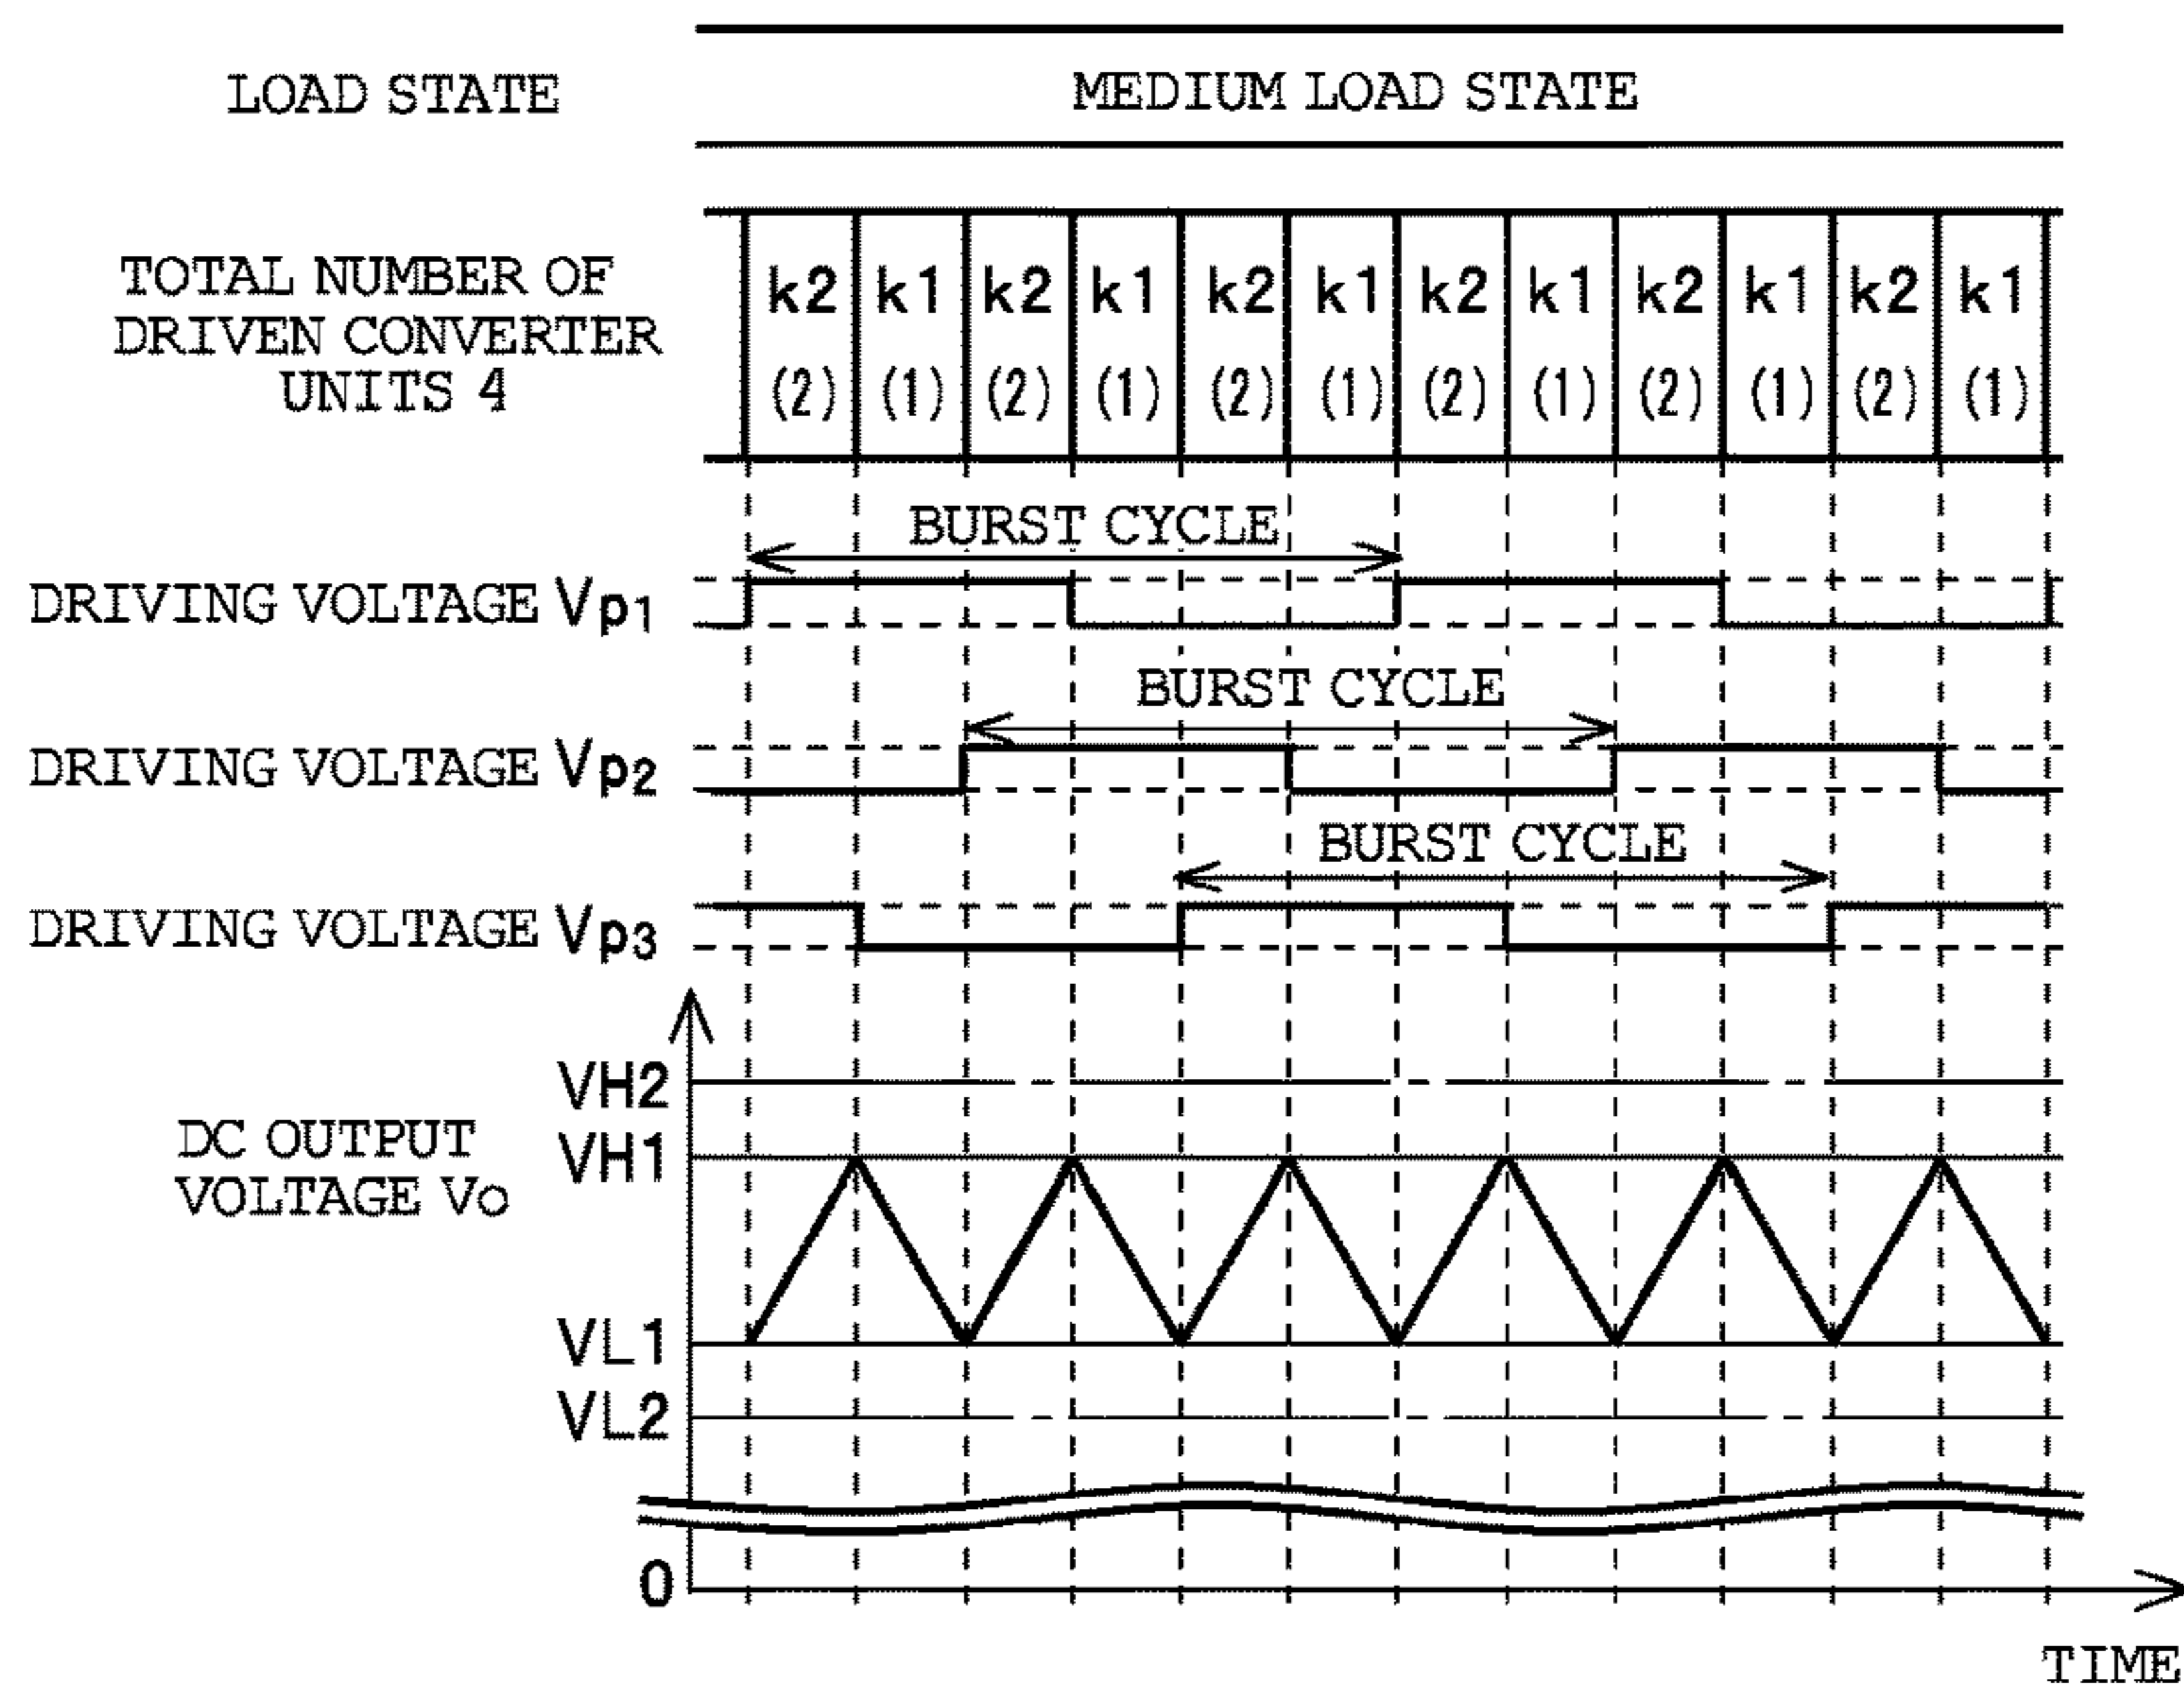 LOAD STATE
MEDIUM LOAD STATE
TOTAL NUMBER OF
DRIVEN CONVERTER
UNITS 4
k2 k1 k2 k1 k2 k1 k2 k1 k2 k1 k2 k1
(2) (1) (2) (1) (2) (1) (2) (1) (2) (1) (2) (1)
BURST CYCLE
DRIVING VOLTAGE Vp1
BURST CYCLE
DRIVING VOLTAGE Vp2
BURST CYCLE
DRIVING VOLTAGE Vp3
VH2
DC OUTPUT
VOLTAGE Vo
VH1
VL1
VL2
0
TIME